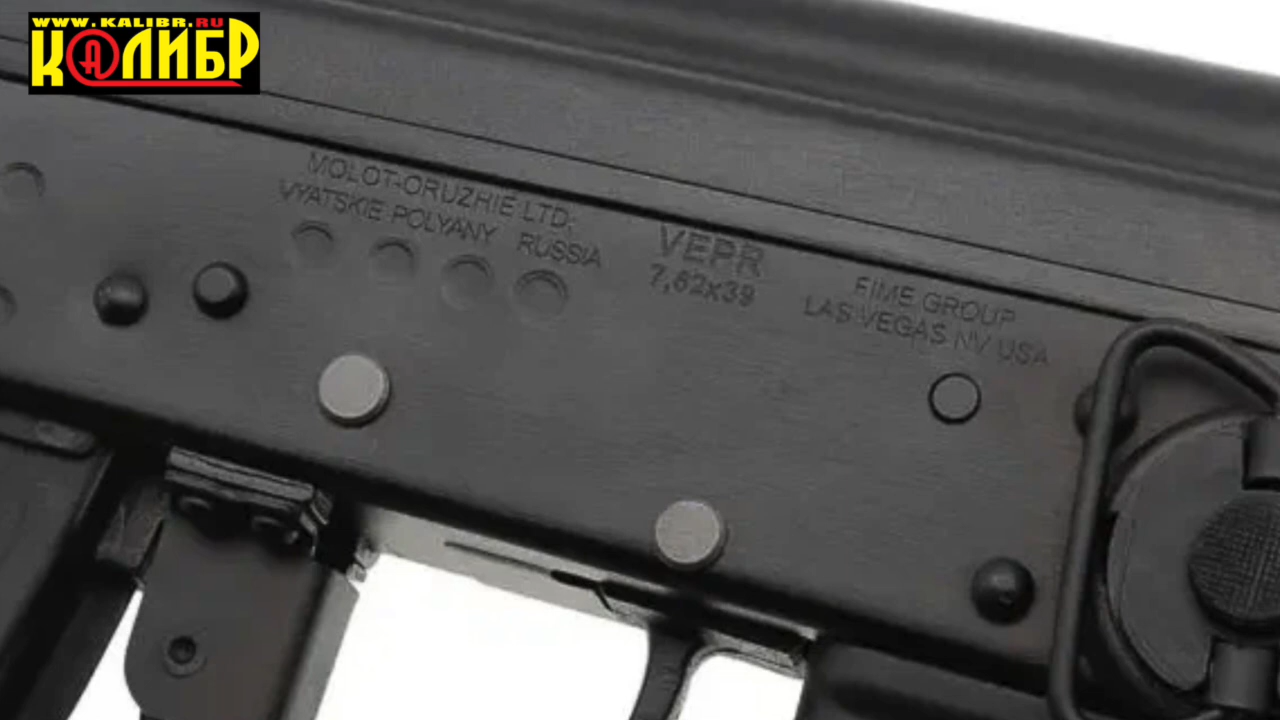 WWW.KALIBR.RU
КАЛИБР
MOLOT-ORUZHIE LTD.
VYATSKIE POLYANY RUSSIA
VEPR
7,62x39
FIME GROUP
LAS VEGAS NV USA